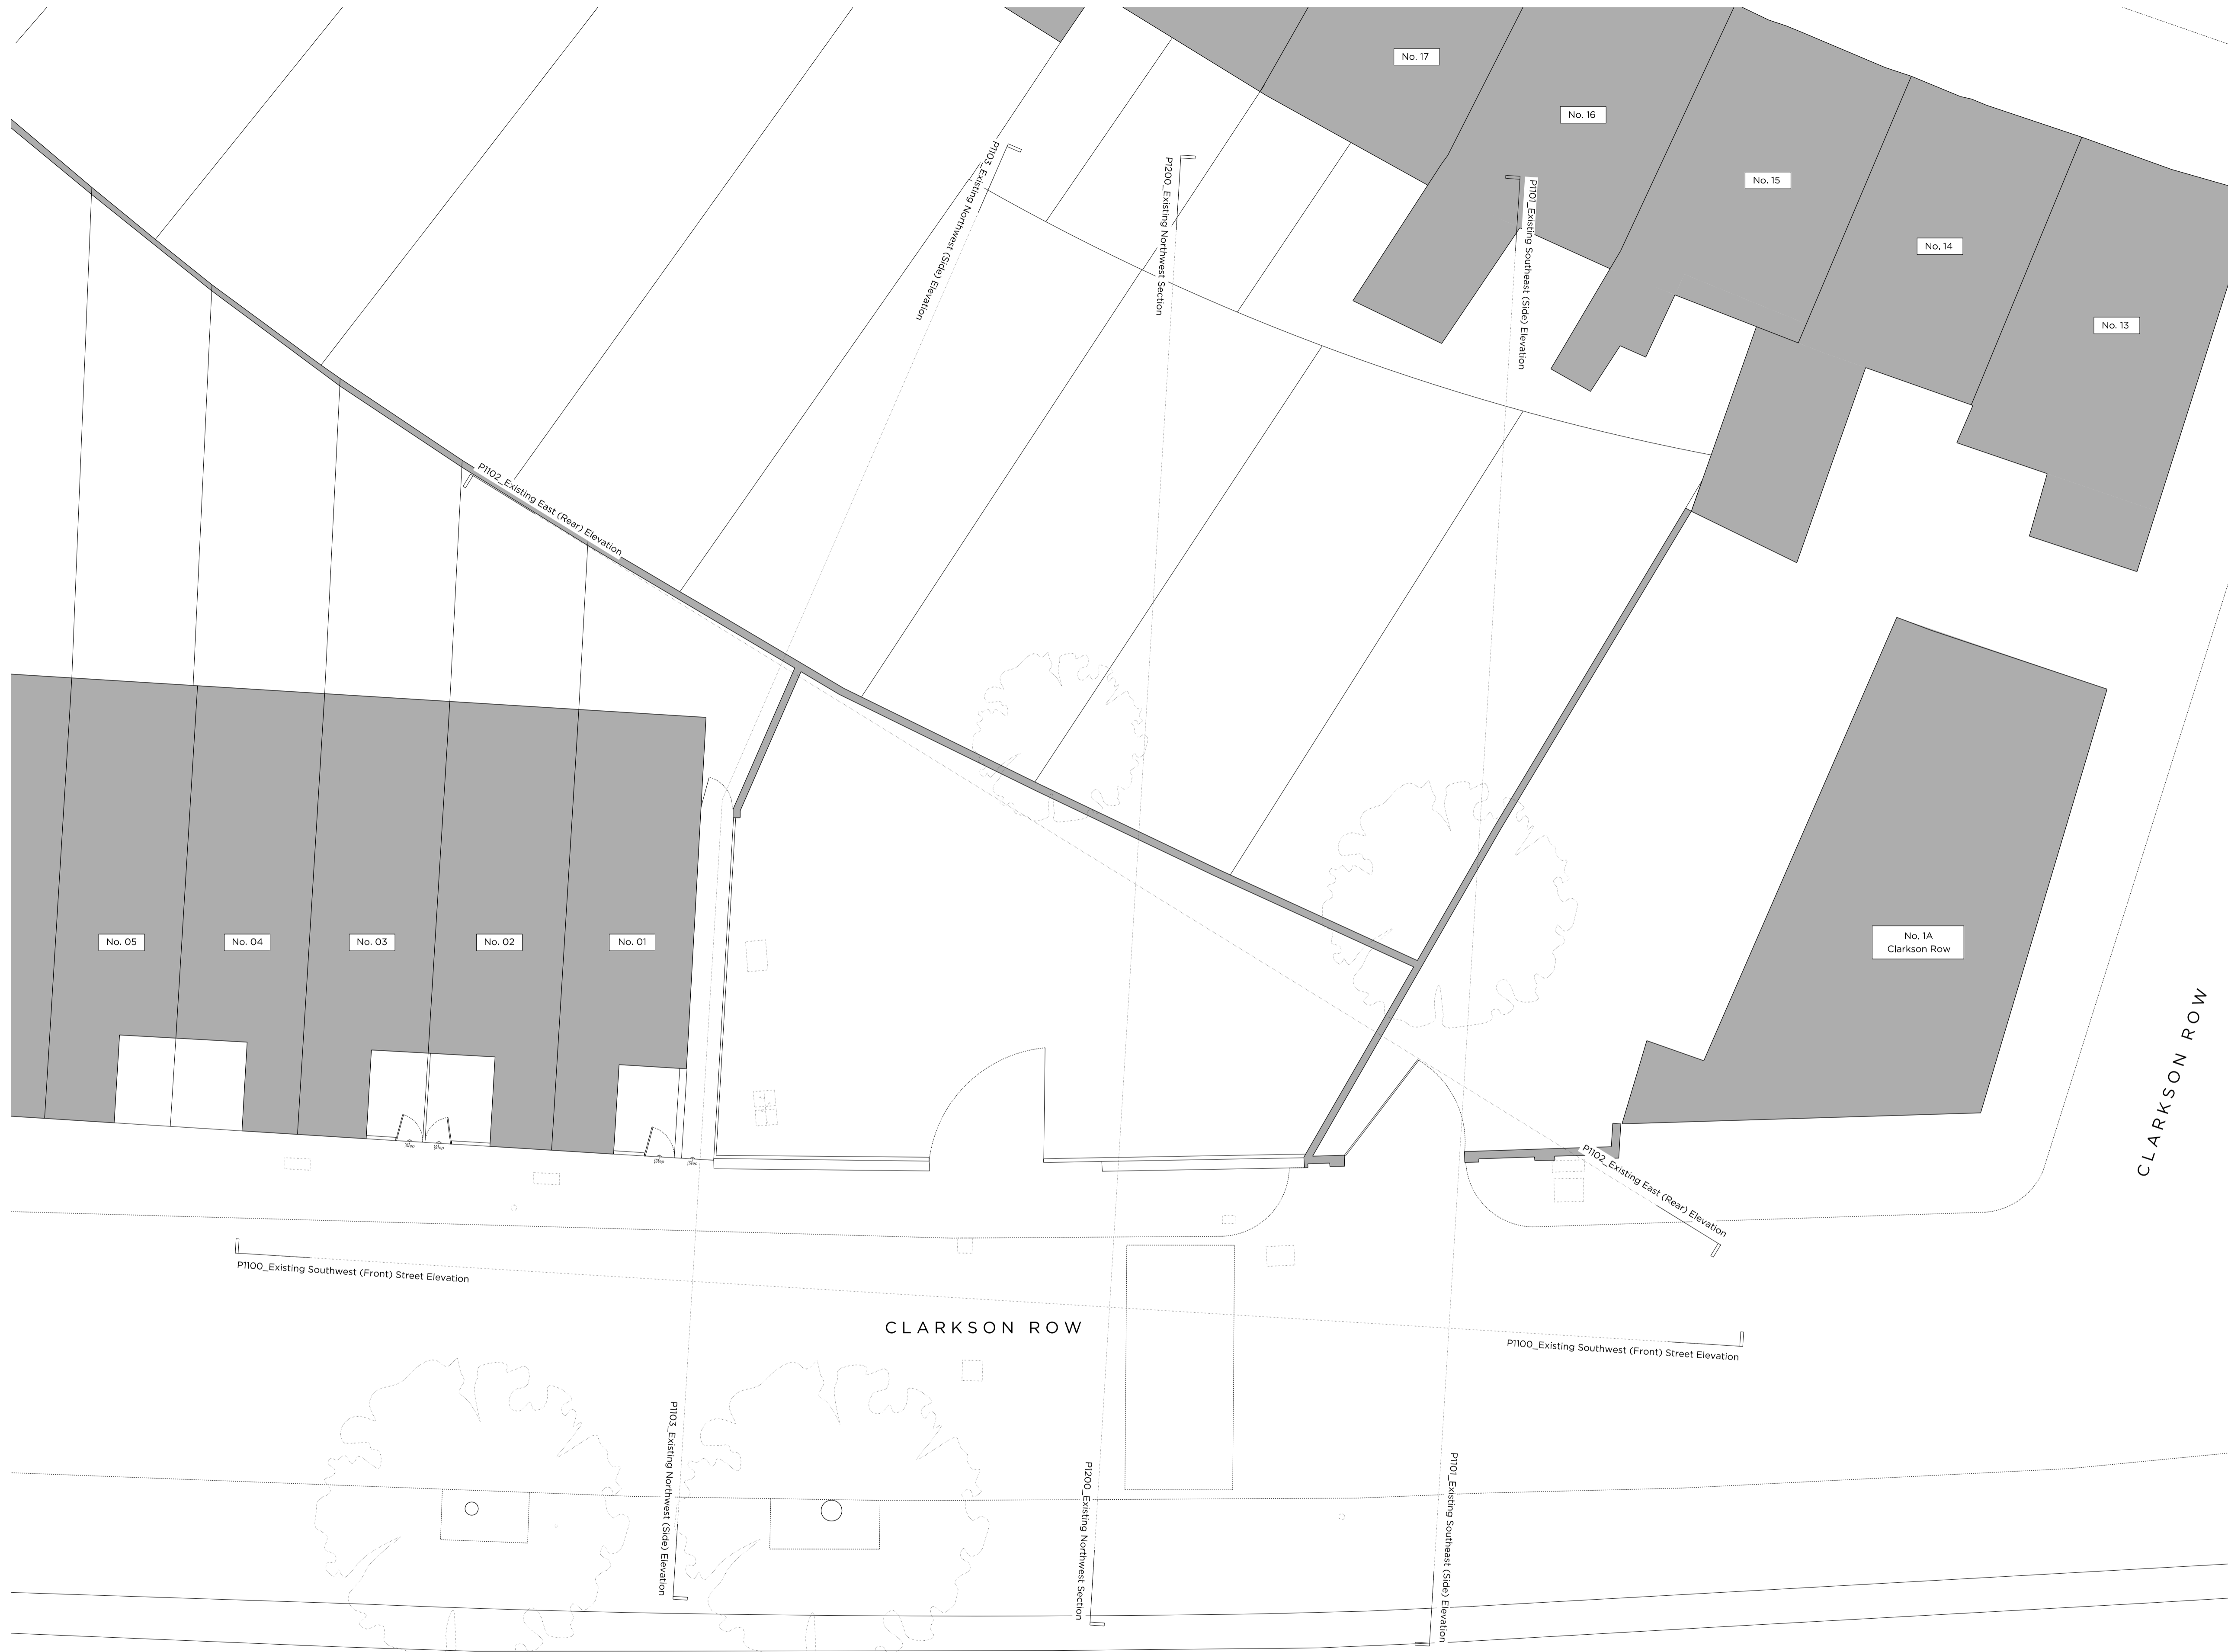 No. 17
No. 16
No. 15
No. 14
No. 13
P1103_Existing Northwest (Side) Elevation
P1200_Existing Northwest Section
P1101_Existing Southeast (Side) Elevation
P1102_Existing East (Rear) Elevation
No. 05
No. 04
No. 03
No. 02
No. 01
No. 1A
Clarkson Row
CLARKSON ROW
P1102_Existing East (Rear) Elevation
P1100_Existing Southwest (Front) Street Elevation
CLARKSON ROW
P1100_Existing Southwest (Front) Street Elevation
P1103_Existing Northwest (Side) Elevation
P1200_Existing Northwest Section
P1101_Existing Southeast (Side) Elevation